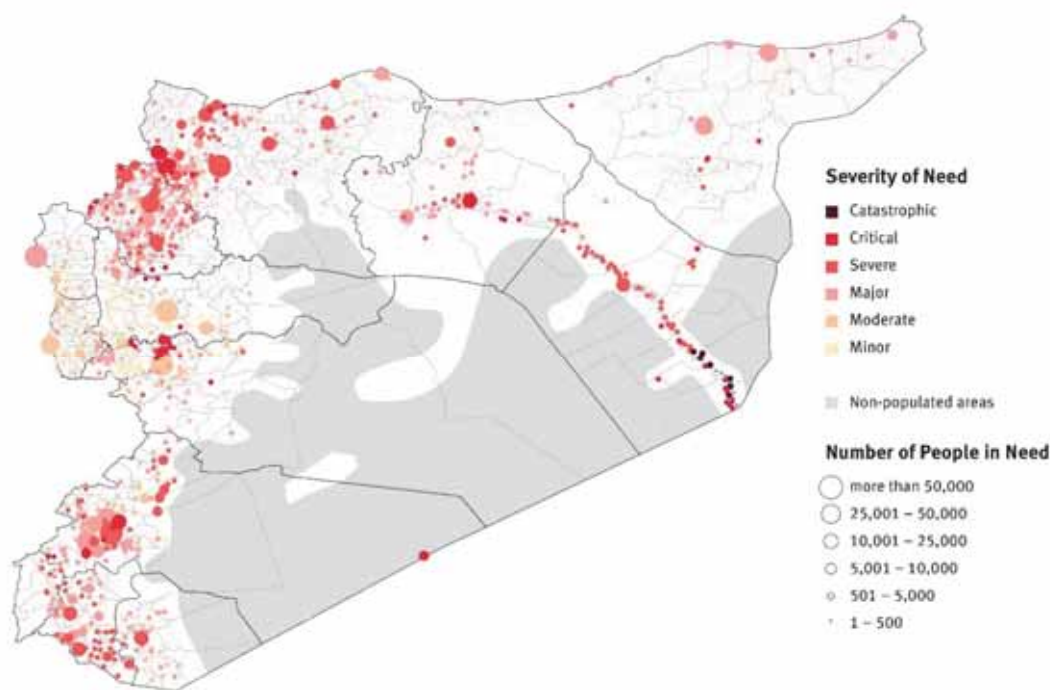 Severity of Need
Catastrophic
Critical
Severe
Major
Moderate
Minor
Non-populated areas
Number of People in Need
more than 50,000
25,001 – 50,000
10,001 – 25,000
5,001 – 10,000
501 – 5,000
1 – 500